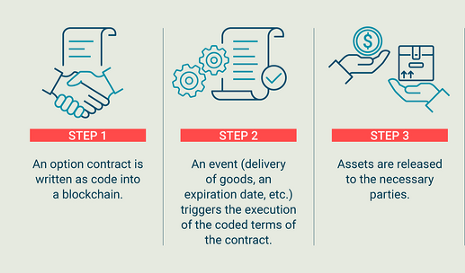 STEP 1
An option contract is
written as code into
a blockchain.
STEP 2
An event (delivery
of goods, an
expiration date, etc.)
triggers the execution
of the coded terms of
the contract.
STEP 3
Assets are released
to the necessary
parties.